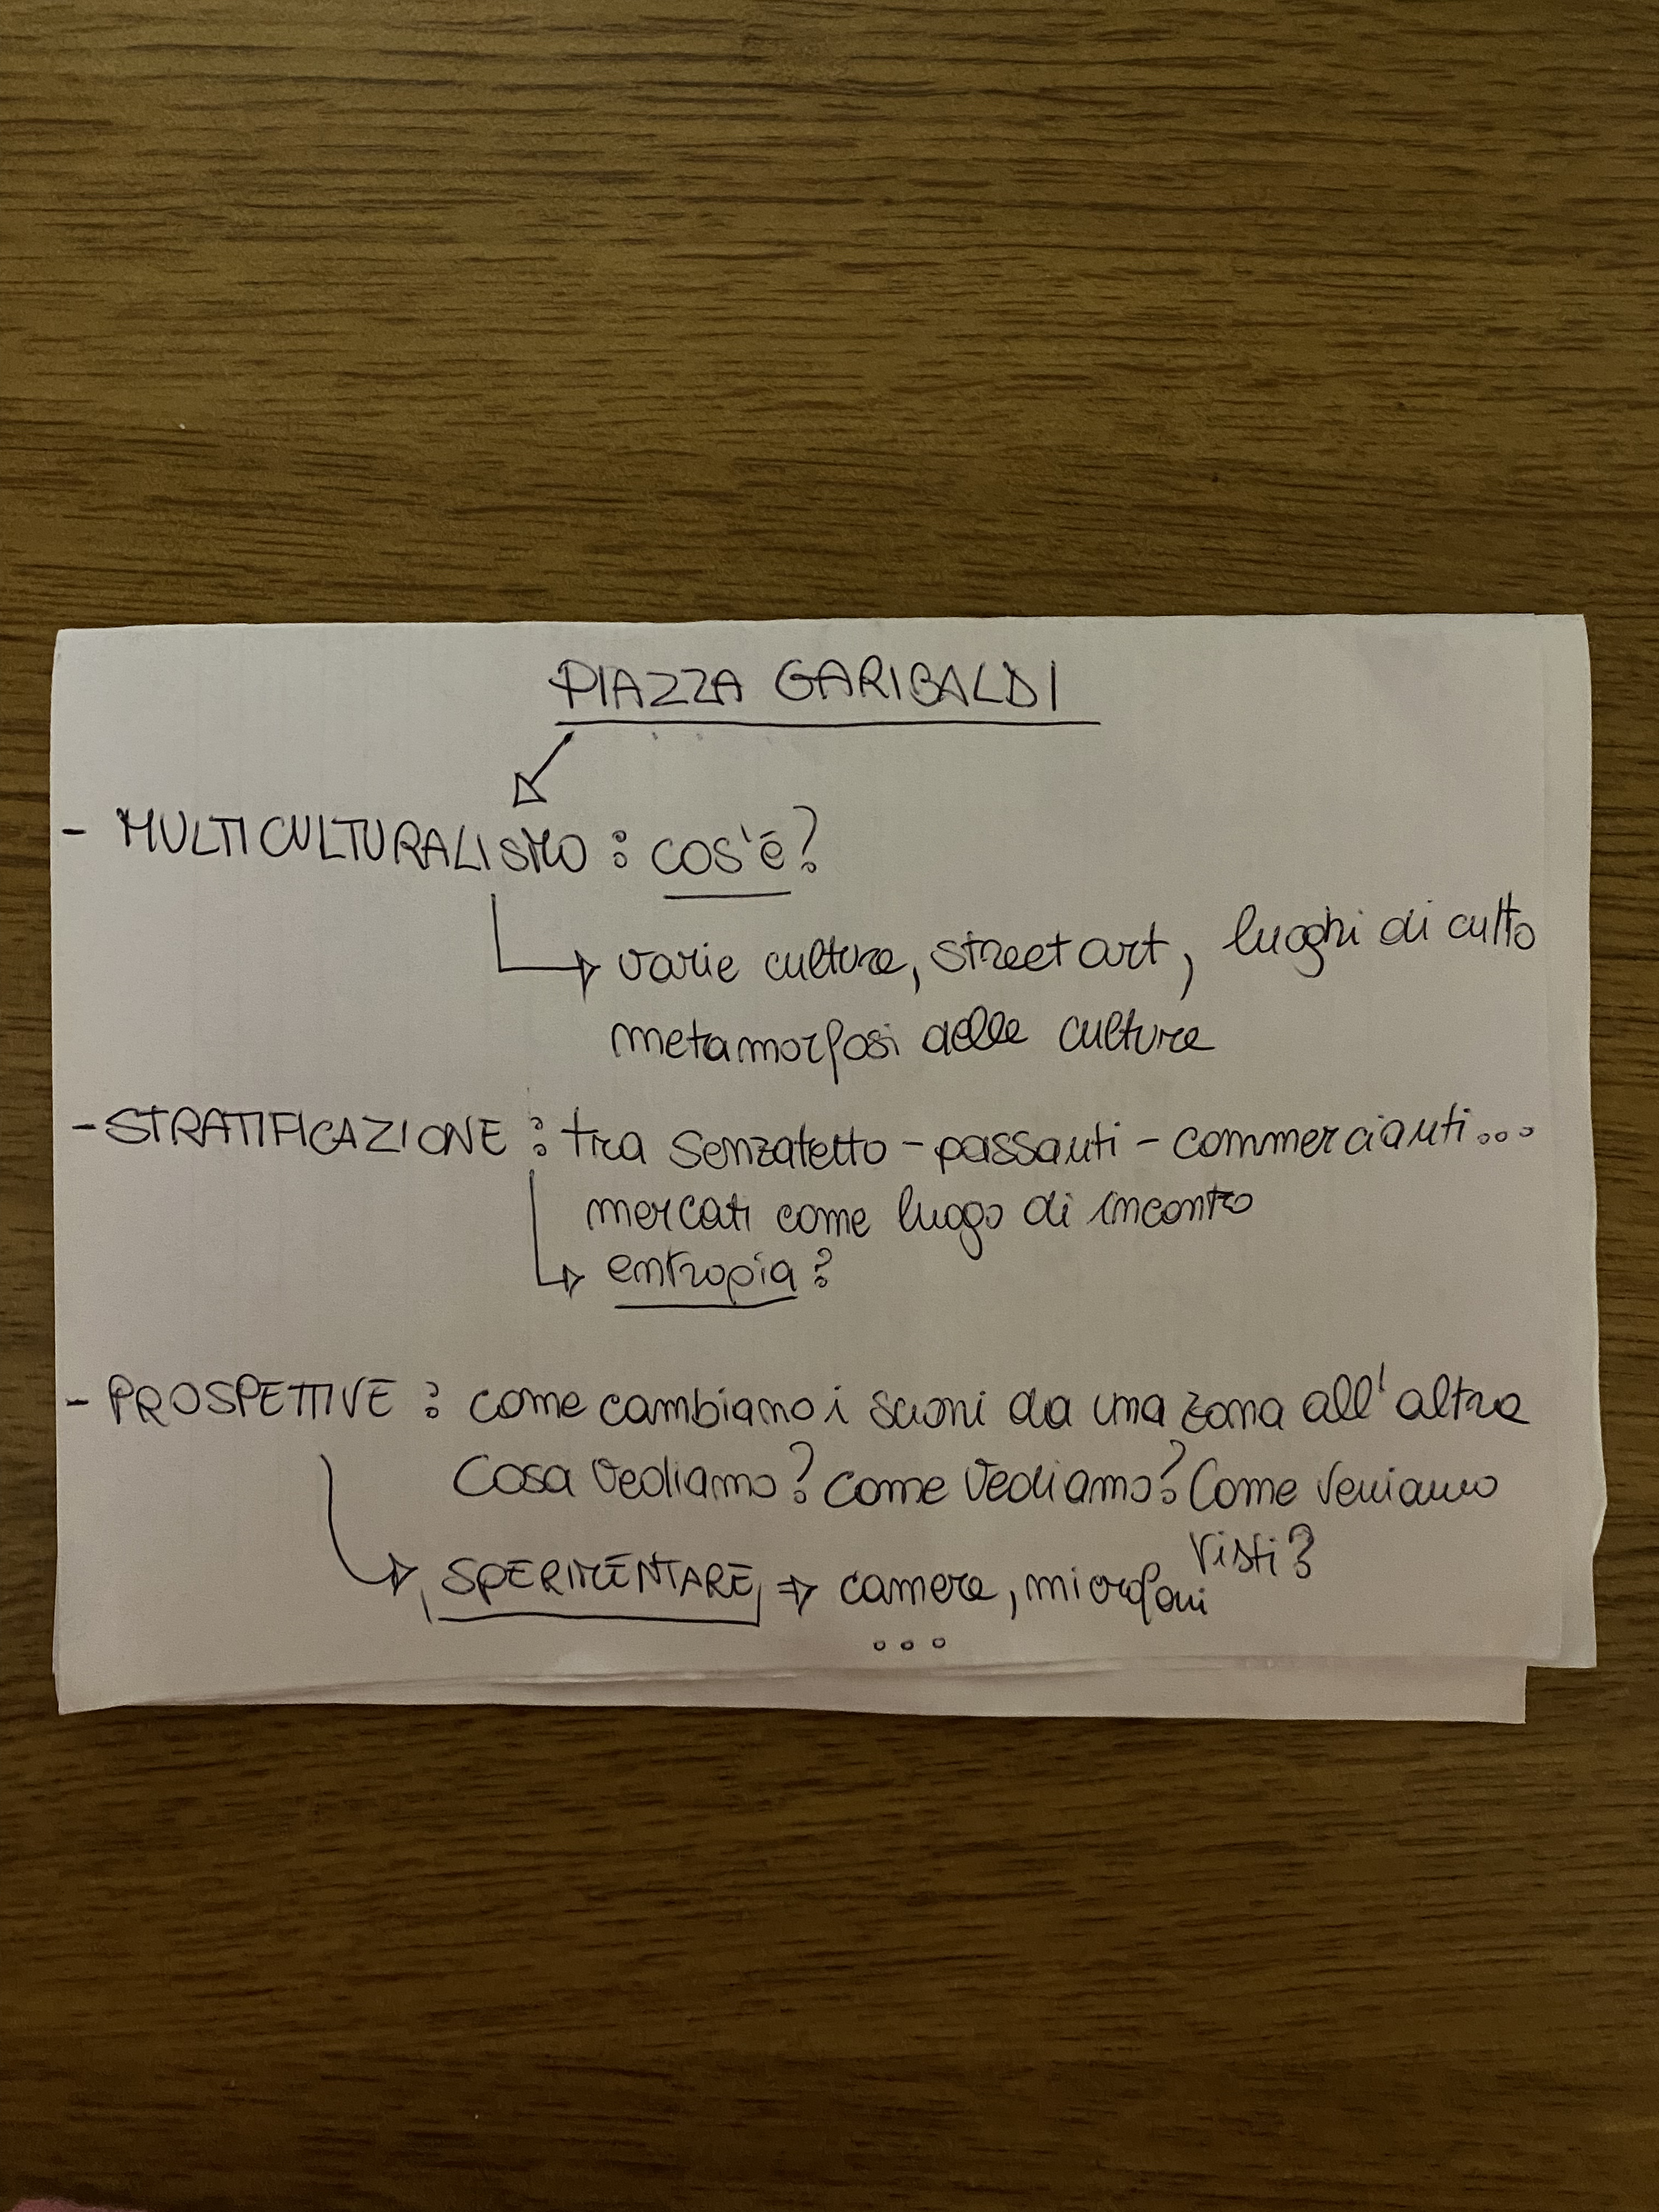 PIAZZA GARIBALDI
- MULTICULTURALISMO : cos'è?
varie culture, street art, luoghi di culto
metamorfosi delle culture
- STRATIFICAZIONE : tra senzatetto - passanti - commercianti...
mercati come luogo di incontro
entropia?
- PROSPETTIVE : come cambiano i suoni da una zona all'altra
Cosa vediamo? Come vediamo? Come veniamo
visti?
SPERIMENTARE => camere, microfoni
...